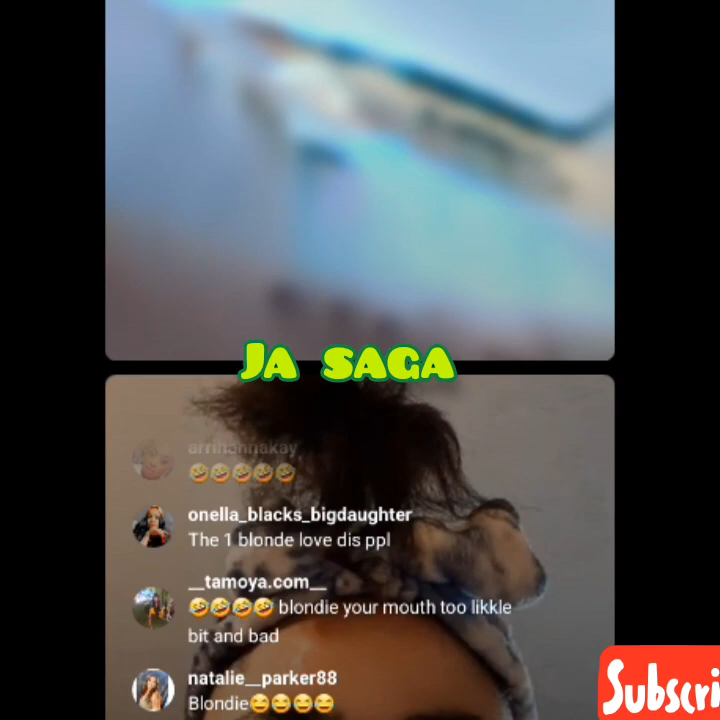 JA SAGA
arrihannakay
🤣🤣🤣🤣🤣
onella_blacks_bigdaughter
The 1 blonde love dis ppl
__tamoya.com__
🤣🤣🤣🤣 blondie your mouth too likkle
bit and bad
natalie__parker88
Blondie😂😂😂😂
Subscri